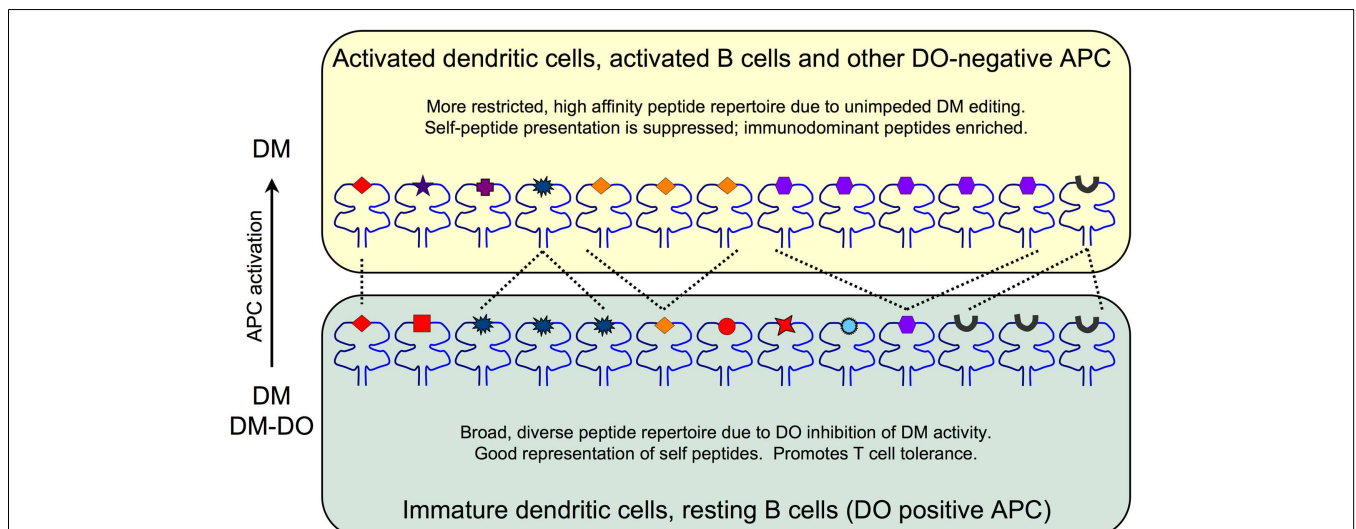 Activated dendritic cells, activated B cells and other DO-negative APC
More restricted, high affinity peptide repertoire due to unimpeded DM editing.
Self-peptide presentation is suppressed; immunodominant peptides enriched.
DM
APC activation
DM
DM-DO
Broad, diverse peptide repertoire due to DO inhibition of DM activity.
Good representation of self peptides.  Promotes T cell tolerance.
Immature dendritic cells, resting B cells (DO positive APC)